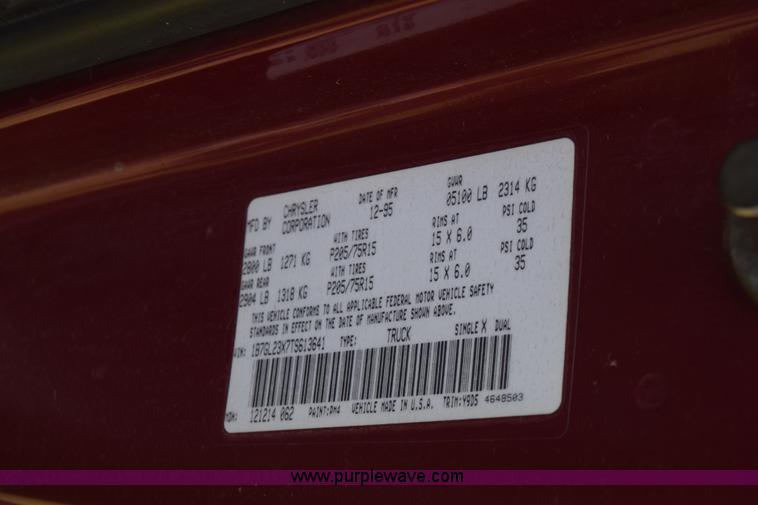 MFD BY CHRYSLER CORPORATION DATE OF MFR 12-95 GVWR 05100 LB 2314 KG
GAWR FRONT WITH TIRES RIMS AT PSI COLD
2800 LB 1271 KG P205/75R15 15 X 6.0 35
GAWR REAR WITH TIRES RIMS AT PSI COLD
2904 LB 1318 KG P205/75R15 15 X 6.0 35
THIS VEHICLE CONFORMS TO ALL APPLICABLE FEDERAL MOTOR VEHICLE SAFETY
STANDARDS IN EFFECT ON THE DATE OF MANUFACTURE SHOWN ABOVE.
VIN: 1B7GL23X7TS613641 TYPE: TRUCK SINGLE X DUAL
MDH: 121214 062 PAINT:PM4 VEHICLE MADE IN U.S.A. TRIM:Y9D5 4648503
www.purplewave.com